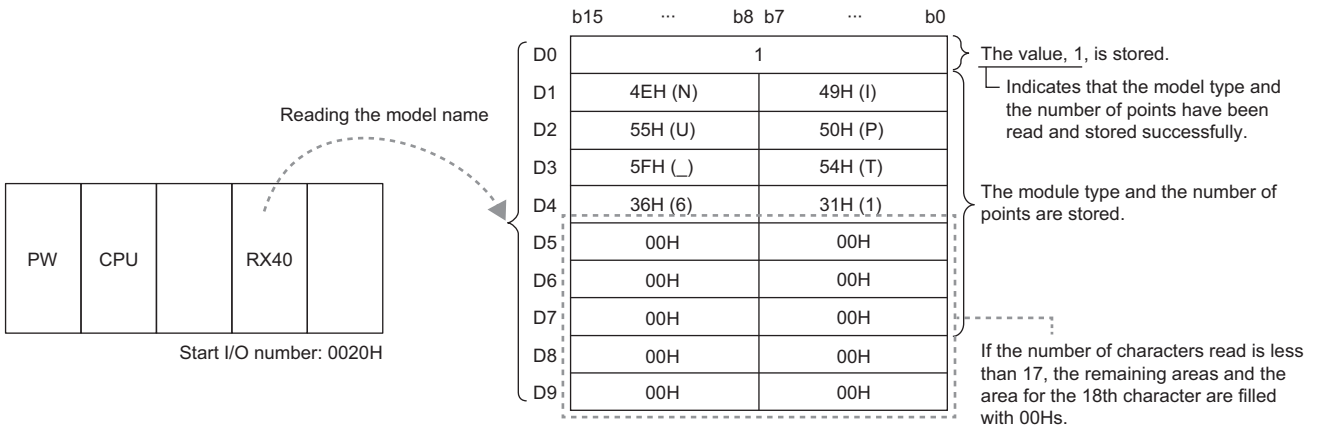 b15 ... b8 b7 ... b0
D0 1
The value, 1, is stored.
Indicates that the model type and
the number of points have been
read and stored successfully.
D1 4EH (N) 49H (I)
D2 55H (U) 50H (P)
D3 5FH (_) 54H (T)
D4 36H (6) 31H (1)
D5 00H 00H
D6 00H 00H
D7 00H 00H
D8 00H 00H
D9 00H 00H
The module type and the number of
points are stored.
If the number of characters read is less
than 17, the remaining areas and the
area for the 18th character are filled
with 00Hs.
Reading the model name
PW CPU RX40
Start I/O number: 0020H